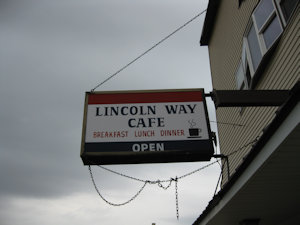 LINCOLN WAY
CAFE
BREAKFAST LUNCH DINNER
OPEN